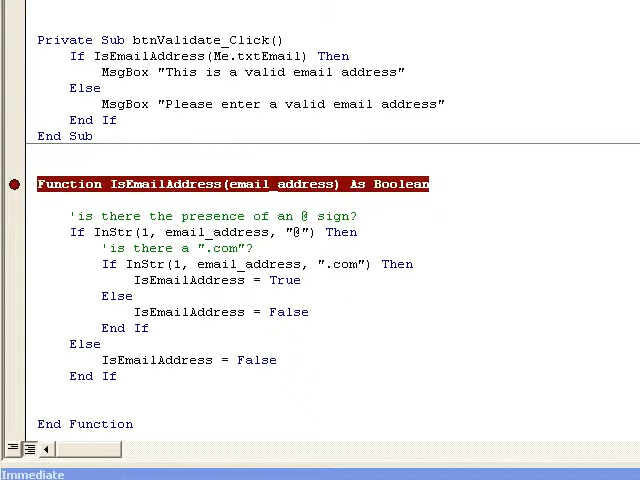 Private Sub btnValidate_Click()
If IsEmailAddress(Me.txtEmail) Then
MsgBox "This is a valid email address"
Else
MsgBox "Please enter a valid email address"
End If
End Sub
Function IsEmailAddress(email_address) As Boolean
'is there the presence of an @ sign?
If InStr(1, email_address, "@") Then
'is there a ".com"?
If InStr(1, email_address, ".com") Then
IsEmailAddress = True
Else
IsEmailAddress = False
End If
Else
IsEmailAddress = False
End If
End Function
Immediate